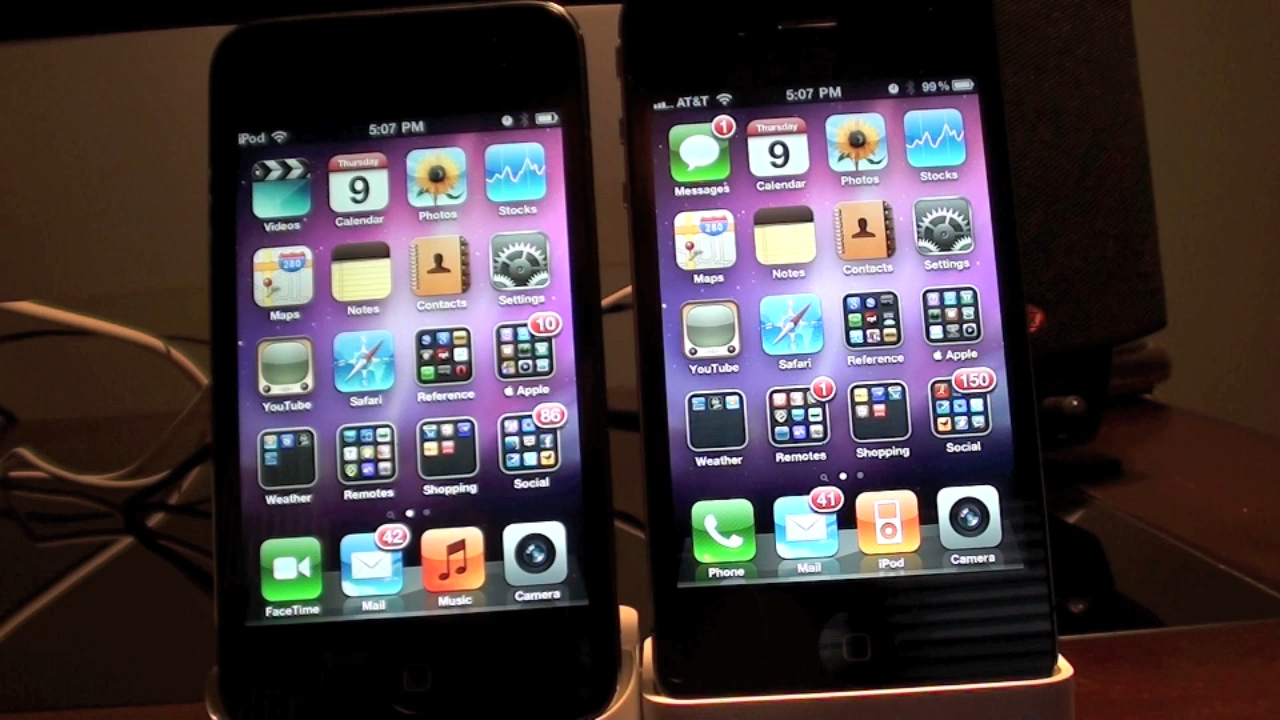 iPod 5:07 PM
Videos Thursday 9 Calendar Photos Stocks
280 Maps Notes Contacts Settings
YouTube Safari Reference 10 Apple
Weather Remotes Shopping 86 Social
FaceTime 42 Mail Music Camera
AT&T 5:07 PM 99%
1 Messages Thursday 9 Calendar Photos Stocks
280 Maps Notes Contacts Settings
YouTube Safari Reference Apple
Weather 1 Remotes Shopping 150 Social
Phone 41 Mail iPod Camera